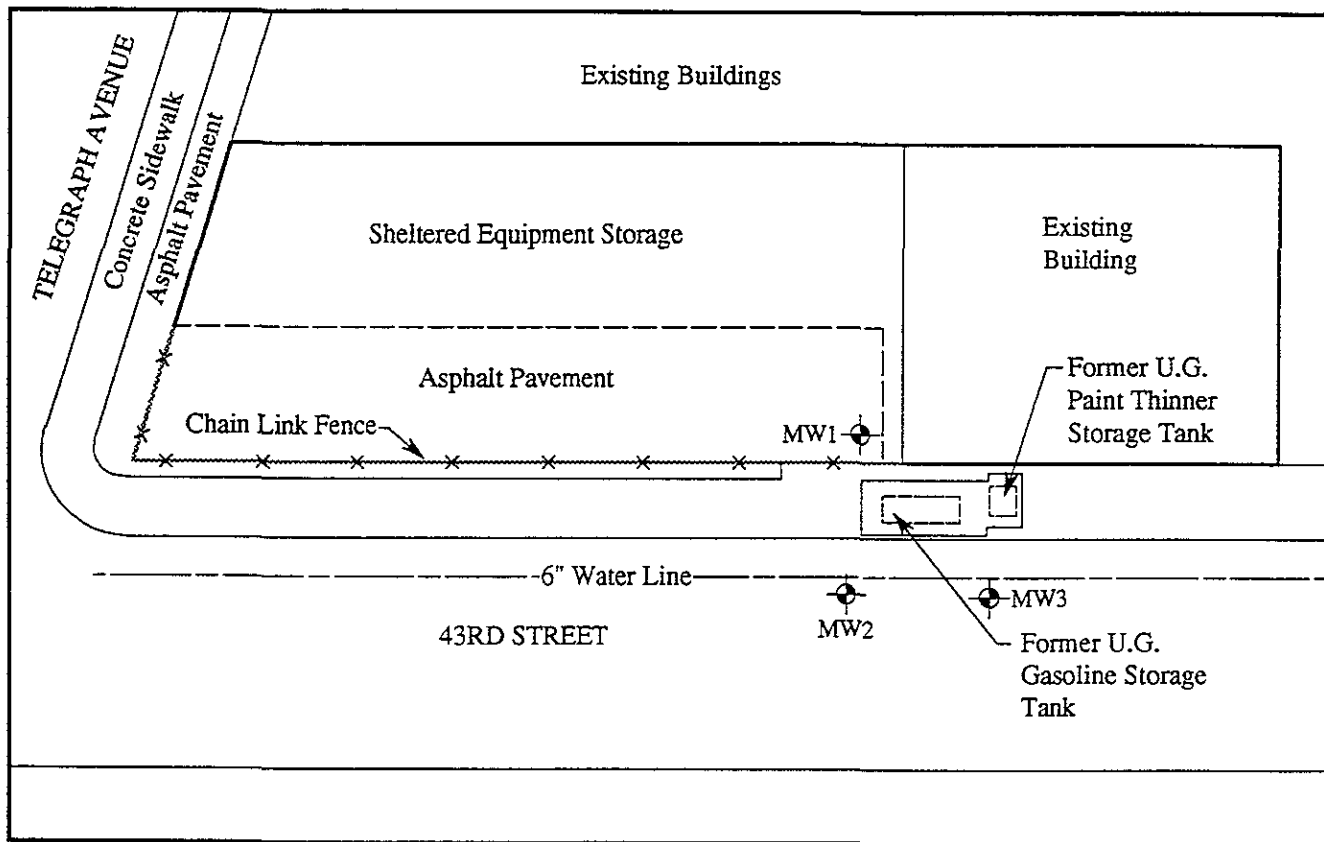 Existing Buildings
TELEGRAPH AVENUE
Concrete Sidewalk
Asphalt Pavement
Sheltered Equipment Storage
Existing
Building
Asphalt Pavement
Chain Link Fence
MW1
Former U.G.
Paint Thinner
Storage Tank
6" Water Line
MW2
MW3
43RD STREET
Former U.G.
Gasoline Storage
Tank